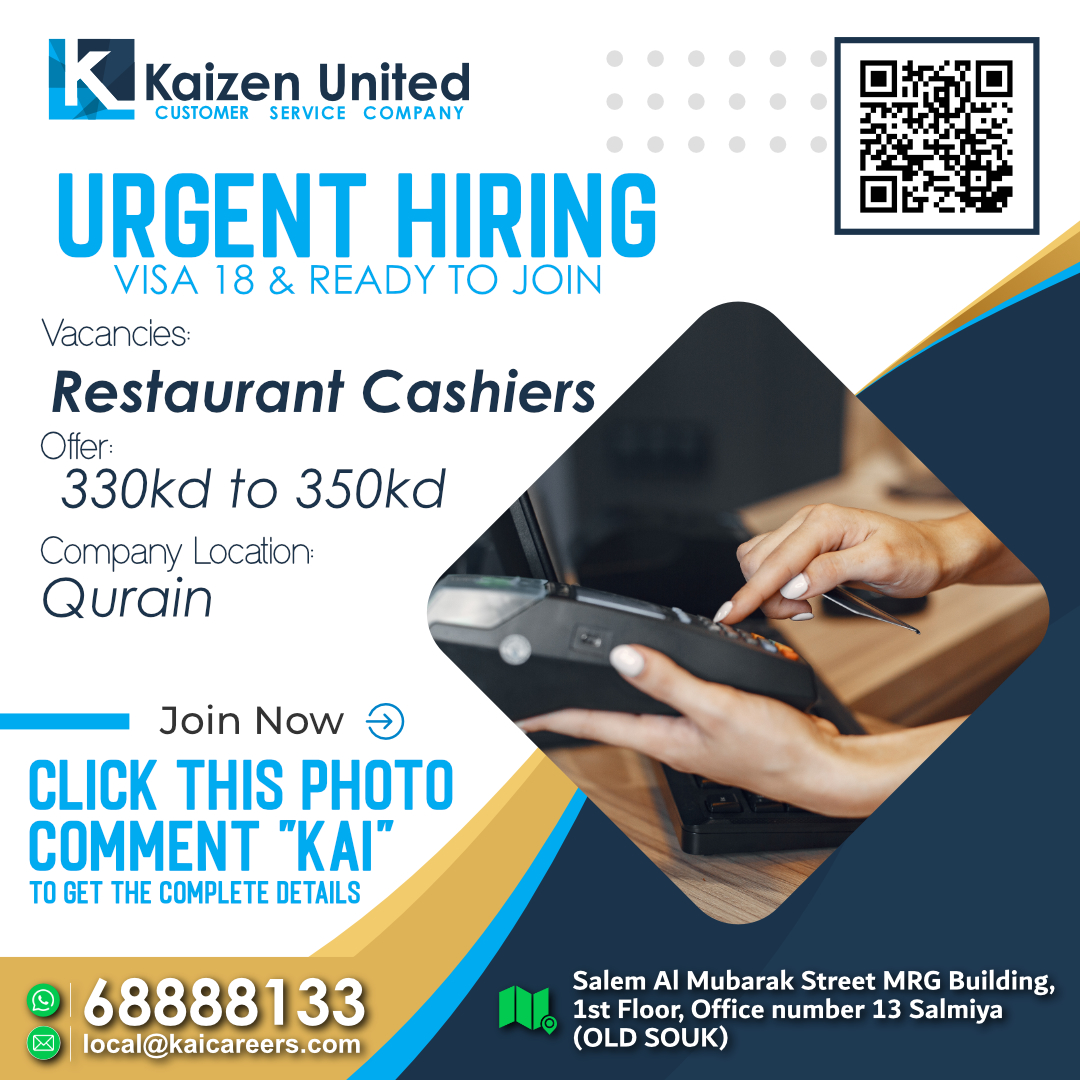 K
Kaizen United
CUSTOMER SERVICE COMPANY
URGENT HIRING
VISA 18 & READY TO JOIN
Vacancies:
Restaurant Cashiers
Offer:
330kd to 350kd
Company Location:
Qurain
Join Now
CLICK THIS PHOTO
COMMENT "KAI"
TO GET THE COMPLETE DETAILS
68888133
local@kaicareers.com
Salem Al Mubarak Street MRG Building,
1st Floor, Office number 13 Salmiya
(OLD SOUK)